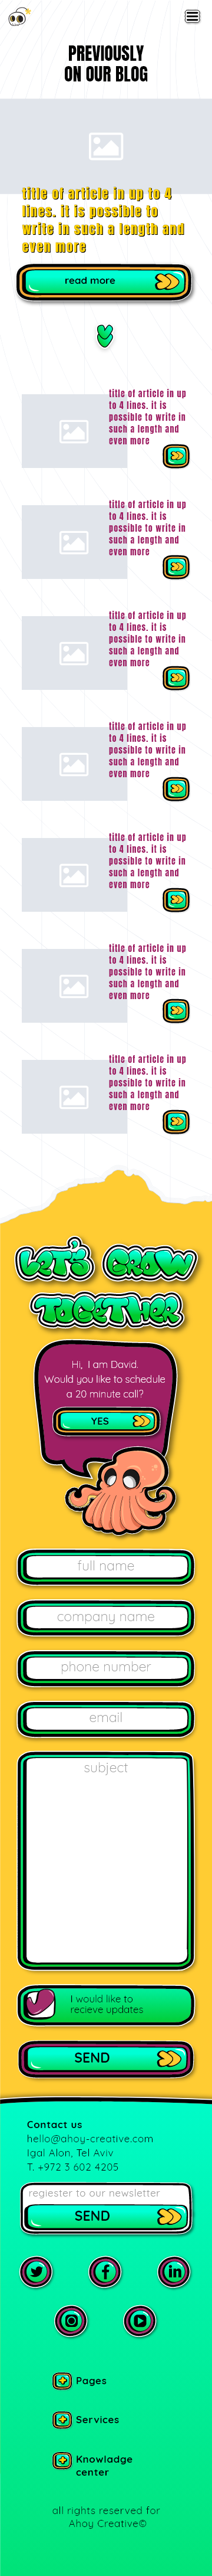 PREVIOUSLY
ON OUR BLOG
title of article in up to 4
lines. it is possible to
write in such a length and
even more
read more
title of article in up
to 4 lines. it is
possible to write in
such a length and
even more
title of article in up
to 4 lines. it is
possible to write in
such a length and
even more
title of article in up
to 4 lines. it is
possible to write in
such a length and
even more
title of article in up
to 4 lines. it is
possible to write in
such a length and
even more
title of article in up
to 4 lines. it is
possible to write in
such a length and
even more
title of article in up
to 4 lines. it is
possible to write in
such a length and
even more
title of article in up
to 4 lines. it is
possible to write in
such a length and
even more
LET'S GROW
TOGETHER
Hi, I am David.
Would you like to schedule
a 20 minute call?
YES
full name
company name
phone number
email
subject
I would like to
recieve updates
SEND
Contact us
hello@ahoy-creative.com
Igal Alon, Tel Aviv
T. +972 3 602 4205
regiester to our newsletter
SEND
in
Pages
Services
Knowladge
center
all rights reserved for
Ahoy Creative©